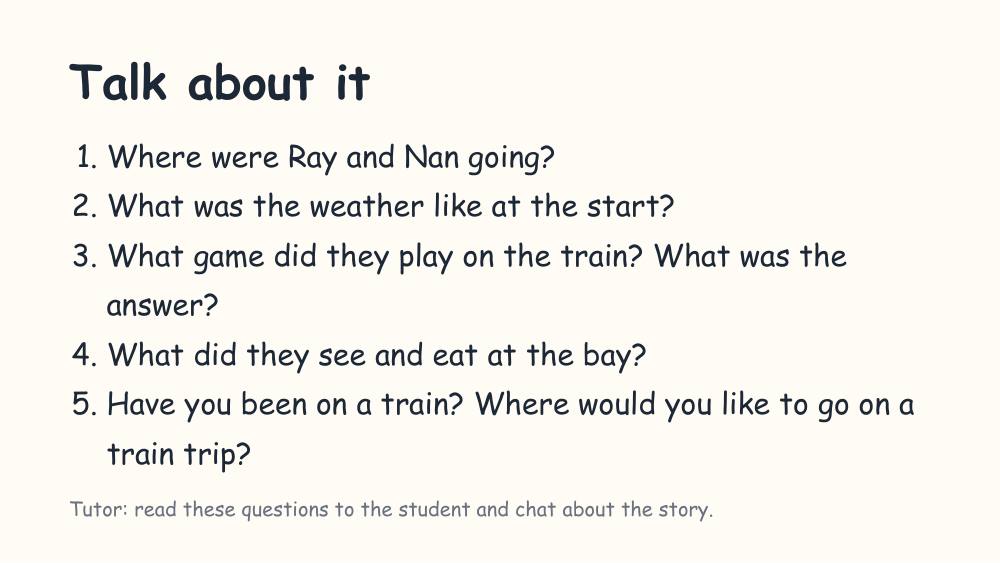 Talk about it
1. Where were Ray and Nan going?
2. What was the weather like at the start?
3. What game did they play on the train? What was the
answer?
4. What did they see and eat at the bay?
5. Have you been on a train? Where would you like to go on a
train trip?
Tutor: read these questions to the student and chat about the story.